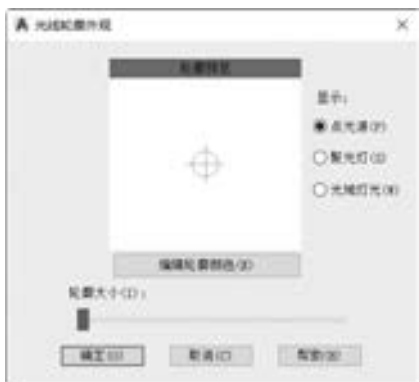 光线轮廓外观
轮廓预览
显示:
点光源(P)
聚光灯(S)
光域灯光(W)
编辑轮廓颜色(E)
轮廓大小(I):
确定(O)
取消(C)
帮助(H)